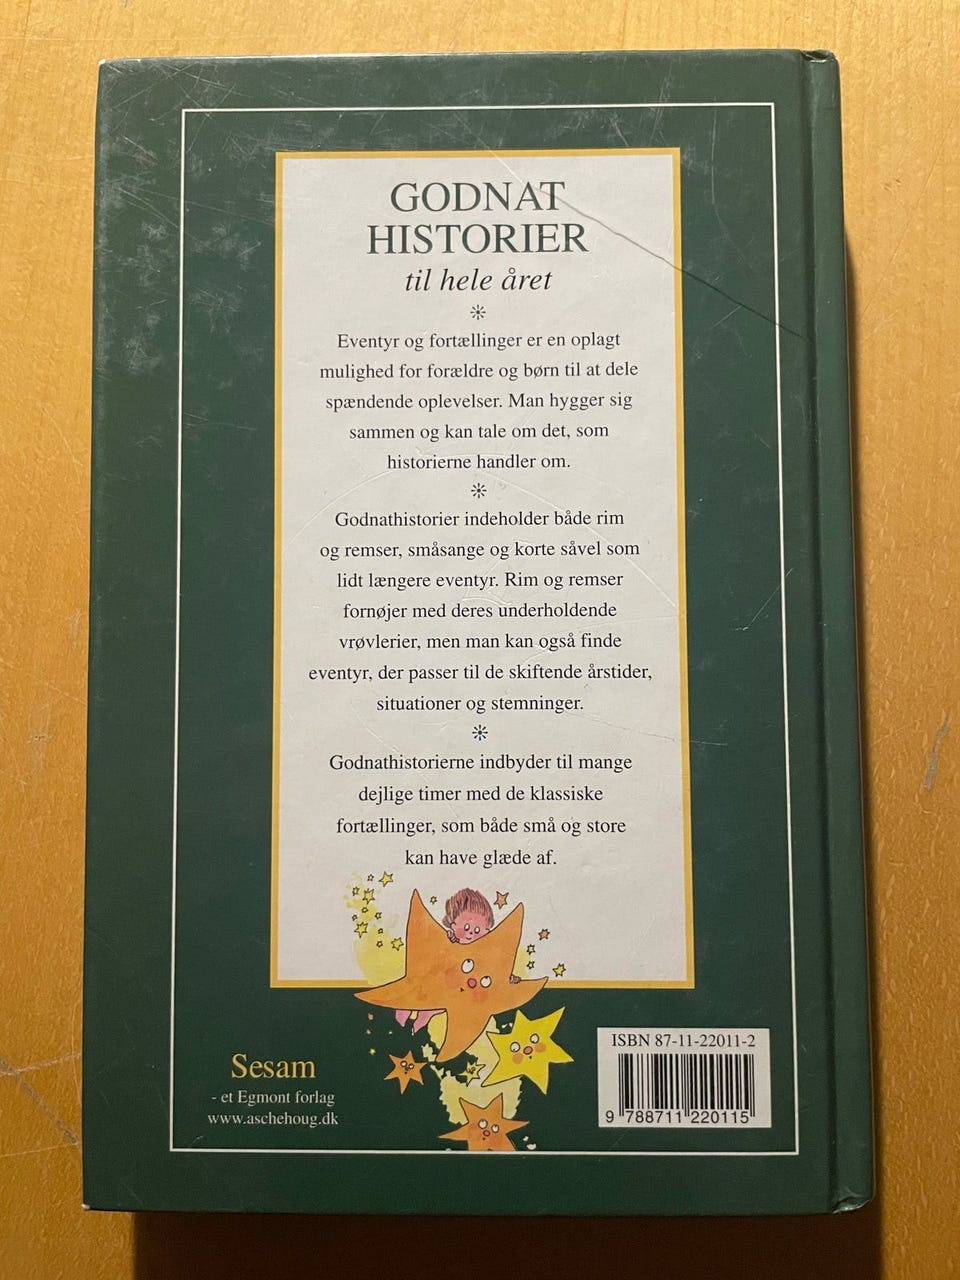 GODNAT
HISTORIER
til hele året
Eventyr og fortællinger er en oplagt
mulighed for forældre og børn til at dele
spændende oplevelser. Man hygger sig
sammen og kan tale om det, som
historierne handler om.
Godnathistorier indeholder både rim
og remser, småsange og korte såvel som
lidt længere eventyr. Rim og remser
fornøjer med deres underholdende
vrøvlerier, men man kan også finde
eventyr, der passer til de skiftende årstider,
situationer og stemninger.
Godnathistorierne indbyder til mange
dejlige timer med de klassiske
fortællinger, som både små og store
kan have glæde af.
Sesam
- et Egmont forlag
www.aschehoug.dk
ISBN 87-11-22011-2
9 788711 220115